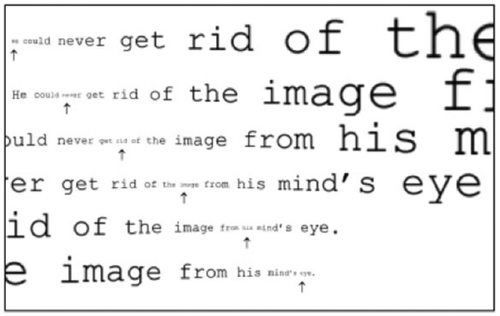 He could never get rid of the
He could never get rid of the image f
ould never get rid of the image from his m
er get rid of the image from his mind's eye
id of the image from his mind's eye.
e image from his mind's eye.